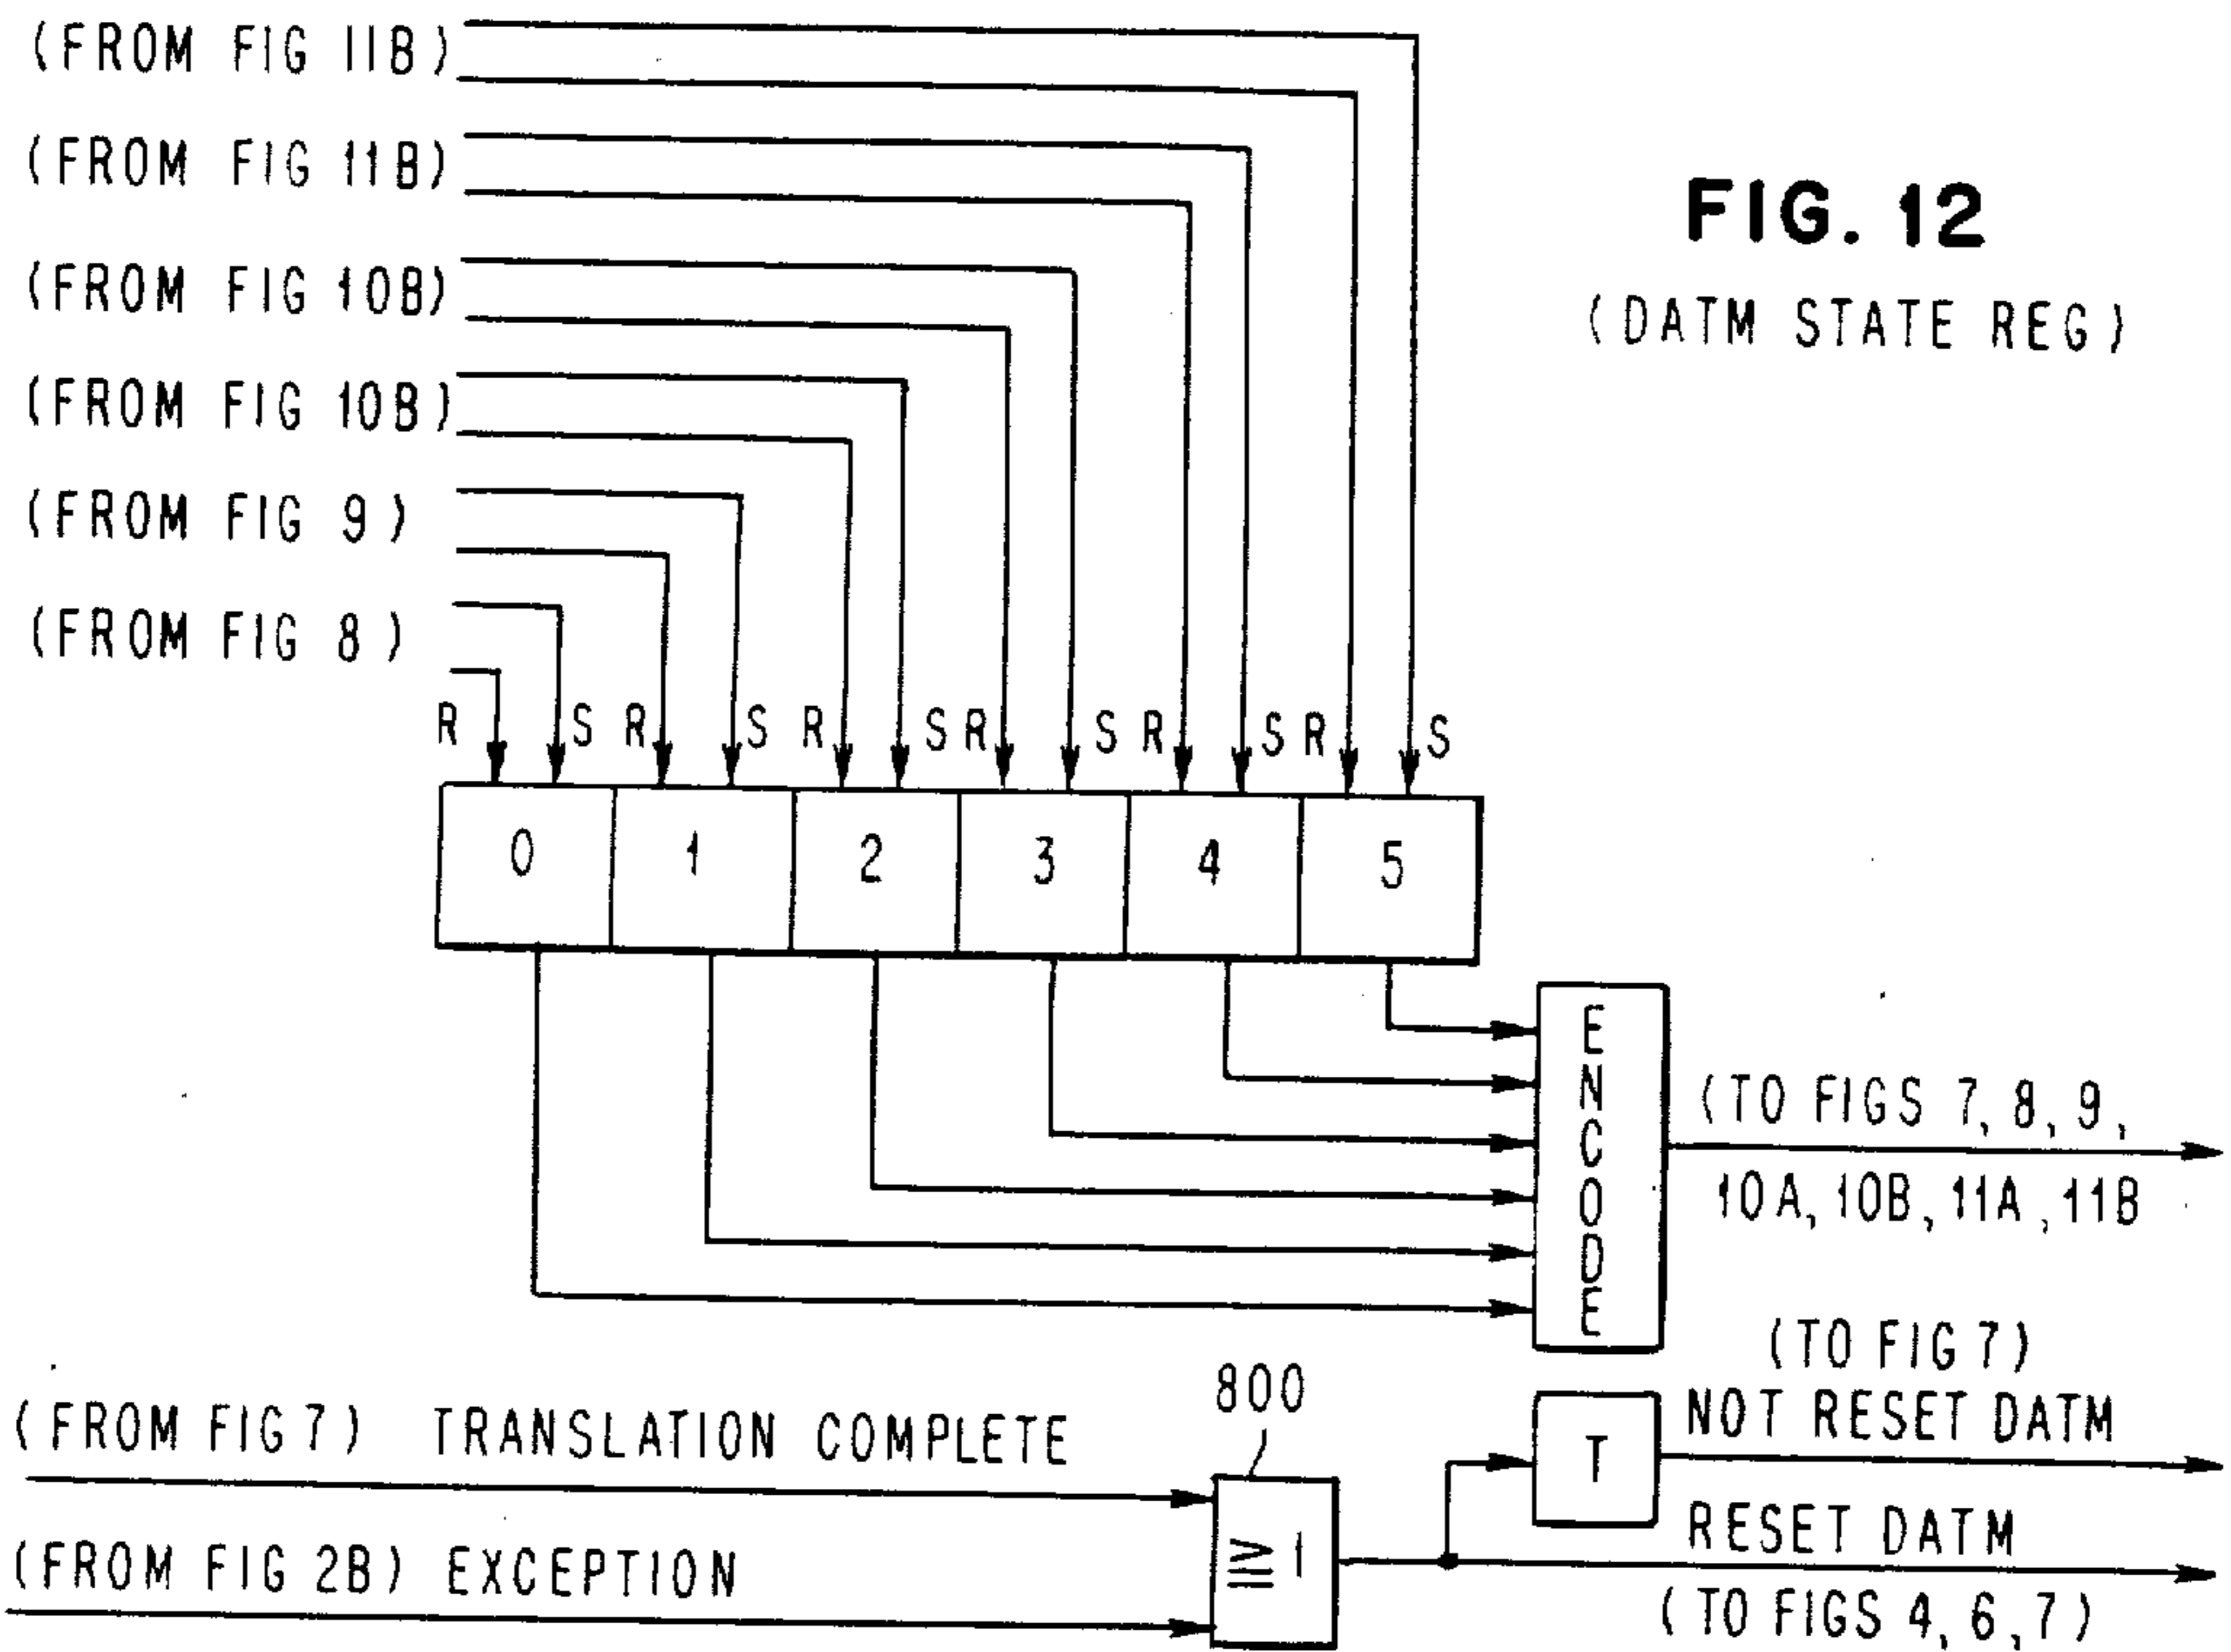 (FROM FIG 11B)
(FROM FIG 11B)
(FROM FIG 10B)
(FROM FIG 10B)
(FROM FIG 9)
(FROM FIG 8)
FIG. 12
(DATM STATE REG)
R S R S R S R S R S R S
0 1 2 3 4 5
ENCODE
(TO FIGS 7, 8, 9,
10A, 10B, 11A, 11B
(TO FIG 7)
NOT RESET DATM
T
800
(FROM FIG 7) TRANSLATION COMPLETE
≥ 1
RESET DATM
(FROM FIG 2B) EXCEPTION
(TO FIGS 4, 6, 7)